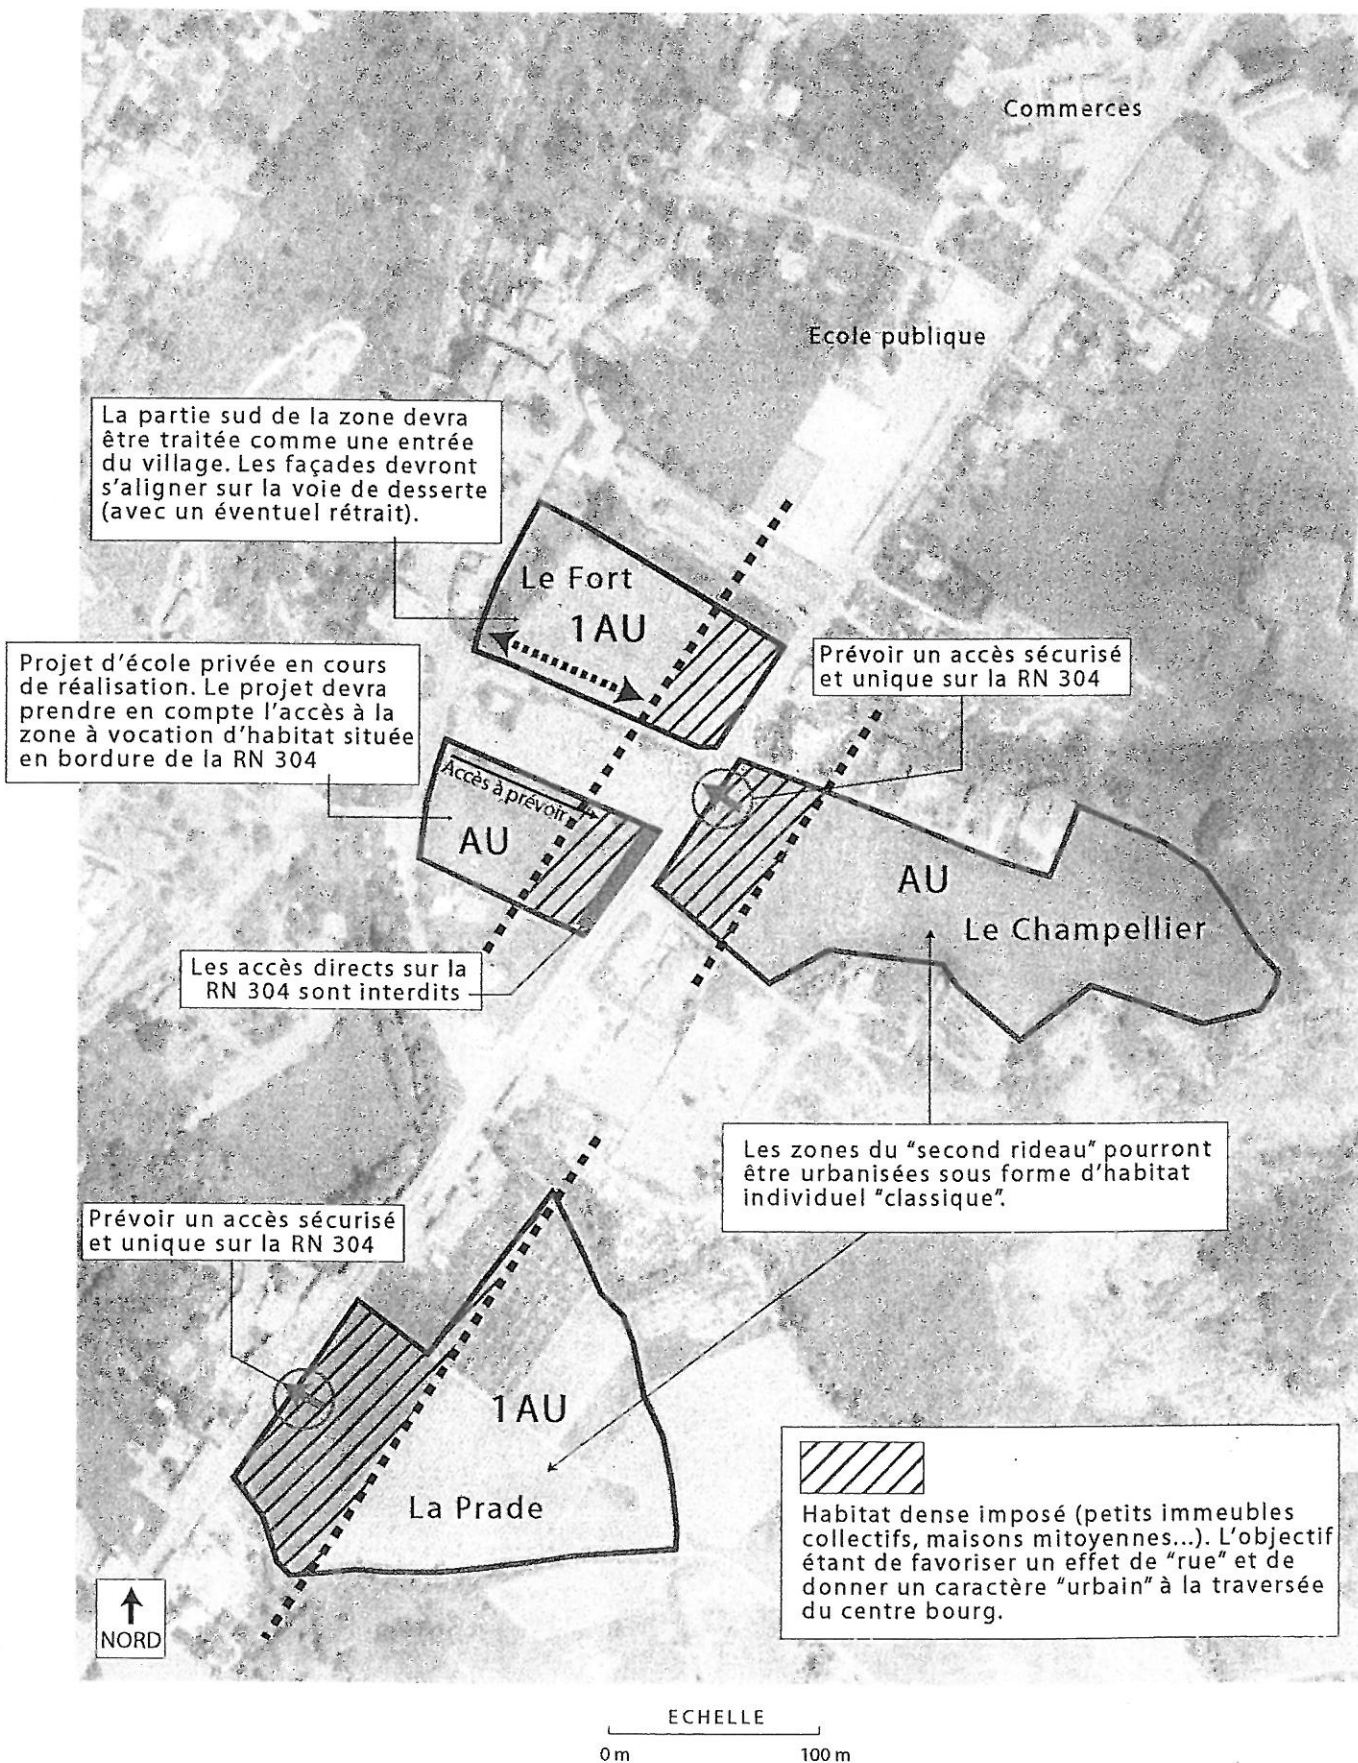 Commerces
Ecole publique
La partie sud de la zone devra
être traitée comme une entrée
du village. Les façades devront
s'aligner sur la voie de desserte
(avec un éventuel rétrait).
Le Fort
1AU
Projet d'école privée en cours
de réalisation. Le projet devra
prendre en compte l'accès à la
zone à vocation d'habitat située
en bordure de la RN 304
Prévoir un accès sécurisé
et unique sur la RN 304
Accès à prévoir
AU
AU
Le Champellier
Les accès directs sur la
RN 304 sont interdits
Les zones du "second rideau" pourront
être urbanisées sous forme d'habitat
individuel "classique".
Prévoir un accès sécurisé
et unique sur la RN 304
1AU
La Prade
Habitat dense imposé (petits immeubles
collectifs, maisons mitoyennes...). L'objectif
étant de favoriser un effet de "rue" et de
donner un caractère "urbain" à la traversée
du centre bourg.
NORD
ECHELLE
0 m 100 m